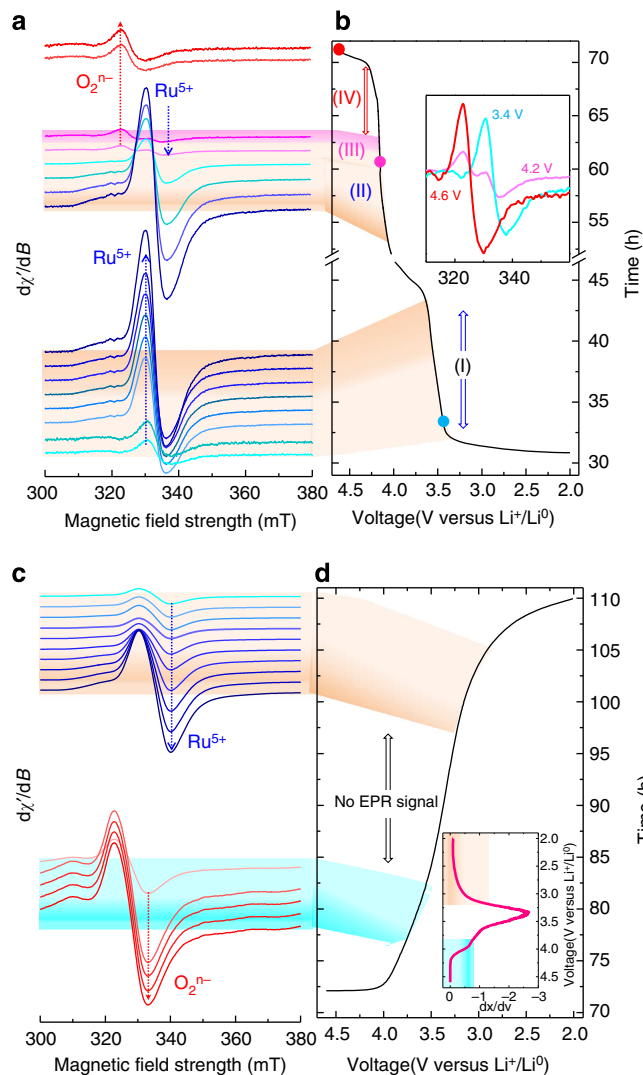 a
b
O₂ⁿ⁻
Ru⁵⁺
Ru⁵⁺
dχ′/dB
300 320 340 360 380
Magnetic field strength (mT)
(IV)
(III)
(II)
(I)
3.4 V
4.2 V
4.6 V
320 340
70
65
60
55
45
40
35
30
Time (h)
4.5 4.0 3.5 3.0 2.5 2.0
Voltage(V versus Li⁺/Li⁰)
c
d
Ru⁵⁺
dχ′/dB
O₂ⁿ⁻
300 320 340 360 380
Magnetic field strength (mT)
No EPR signal
110
105
100
95
90
85
80
75
70
Time (h)
2.0
2.5
3.0
3.5
4.0
4.5
Voltage(V versus Li⁺/Li⁰)
0 −1 −2 −3
dx/dv
4.5 4.0 3.5 3.0 2.5 2.0
Voltage(V versus Li⁺/Li⁰)